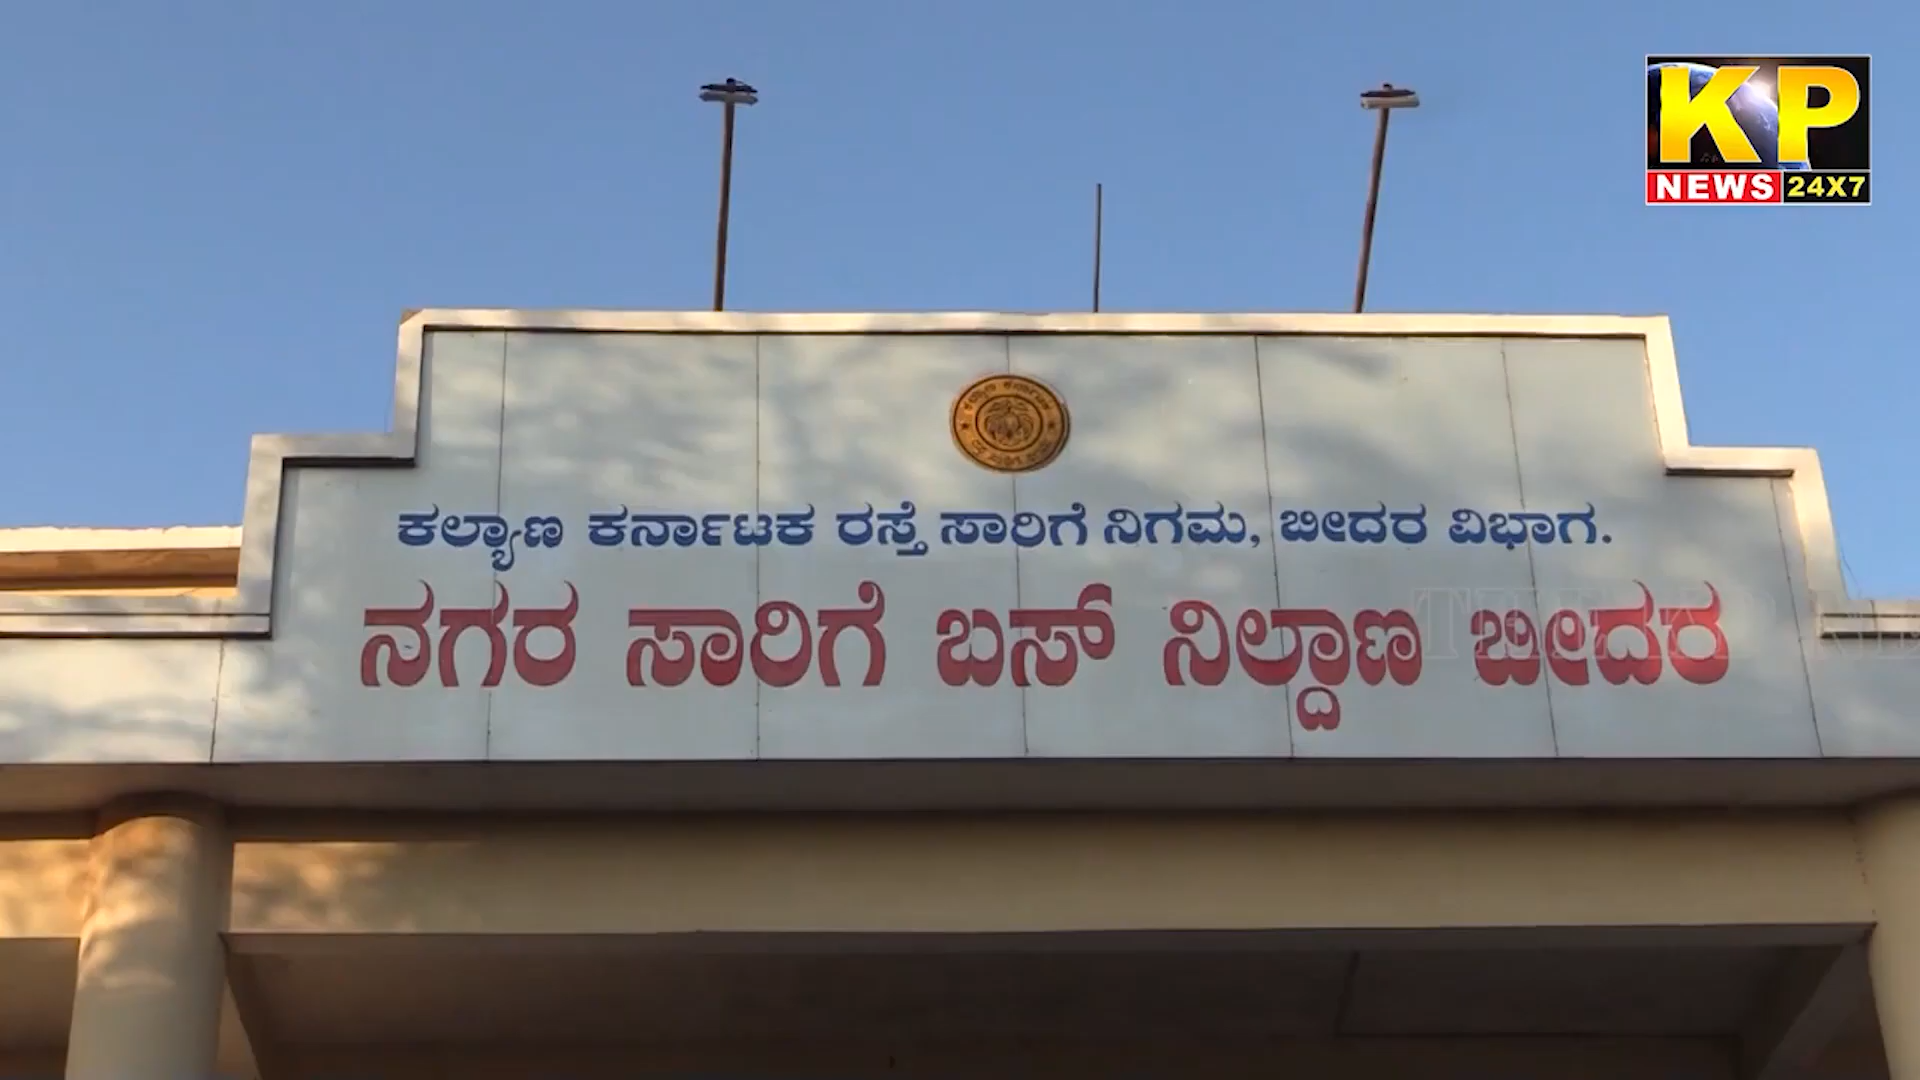 KP
NEWS 24X7
ಕಲ್ಯಾಣ ಕರ್ನಾಟಕ ರಸ್ತೆ ಸಾರಿಗೆ ನಿಗಮ, ಬೀದರ ವಿಭಾಗ.
ನಗರ ಸಾರಿಗೆ ಬಸ್ ನಿಲ್ದಾಣ ಬೀದರ